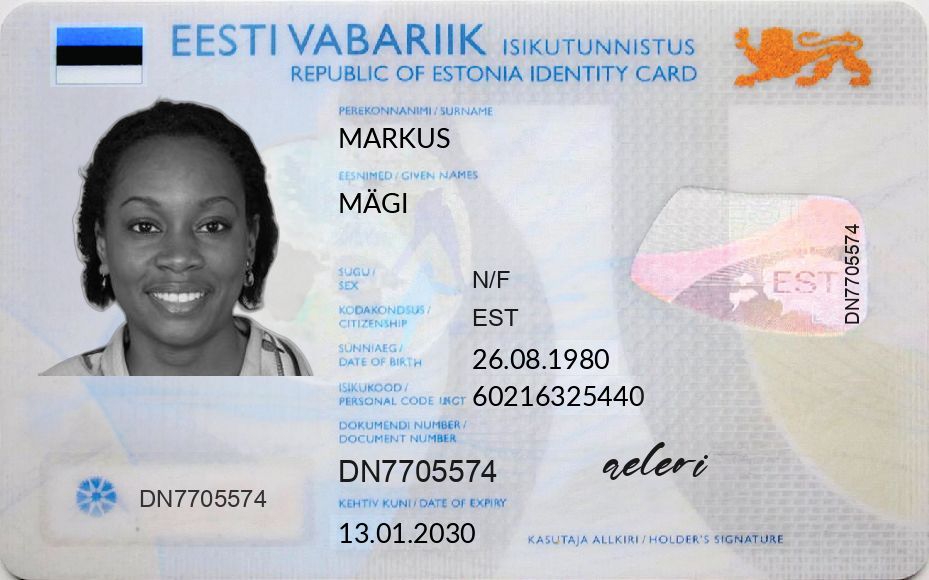 EESTI VABARIIK ISIKUTUNNISTUS
REPUBLIC OF ESTONIA IDENTITY CARD
PEREKONNANIMI / SURNAME
MARKUS
EESNIMED / GIVEN NAMES
MÄGI
SUGU /
SEX
N/F
KODAKONDSUS /
CITIZENSHIP
EST
SÜNNIAEG /
DATE OF BIRTH
26.08.1980
ISIKUKOOD /
PERSONAL CODE
60216325440
DOKUMENDI NUMBER /
DOCUMENT NUMBER
DN7705574
KEHTIV KUNI / DATE OF EXPIRY
13.01.2030
DN7705574
EST
DN7705574
aeleri
KASUTAJA ALLKIRI / HOLDER'S SIGNATURE